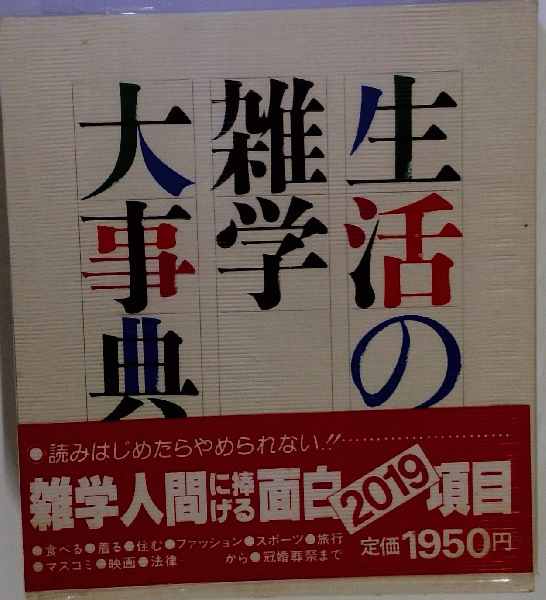 生活の
雑学
大事典
●読みはじめたらやめられない!!
雑学人間に捧げる面白2019項目
●食べる●着る●住む●ファッション●スポーツ●旅行
●マスコミ●映画●法律 から●冠婚葬祭まで
定価1950円